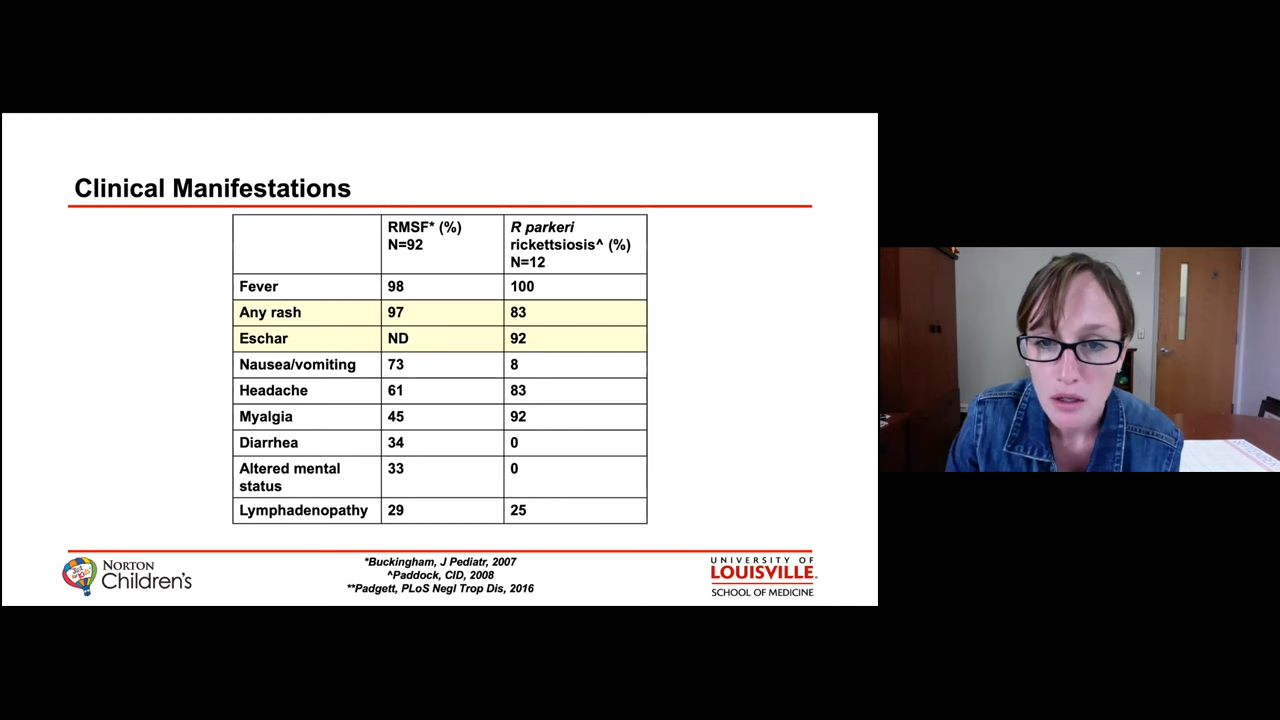 Clinical Manifestations
RMSF* (%)
N=92
R parkeri
rickettsiosis^ (%)
N=12
Fever 98 100
Any rash 97 83
Eschar ND 92
Nausea/vomiting 73 8
Headache 61 83
Myalgia 45 92
Diarrhea 34 0
Altered mental
status 33 0
Lymphadenopathy 29 25
*Buckingham, J Pediatr, 2007
^Paddock, CID, 2008
**Padgett, PLoS Negl Trop Dis, 2016
Just for Kids
NORTON
Children's
UNIVERSITY OF
LOUISVILLE.
SCHOOL OF MEDICINE